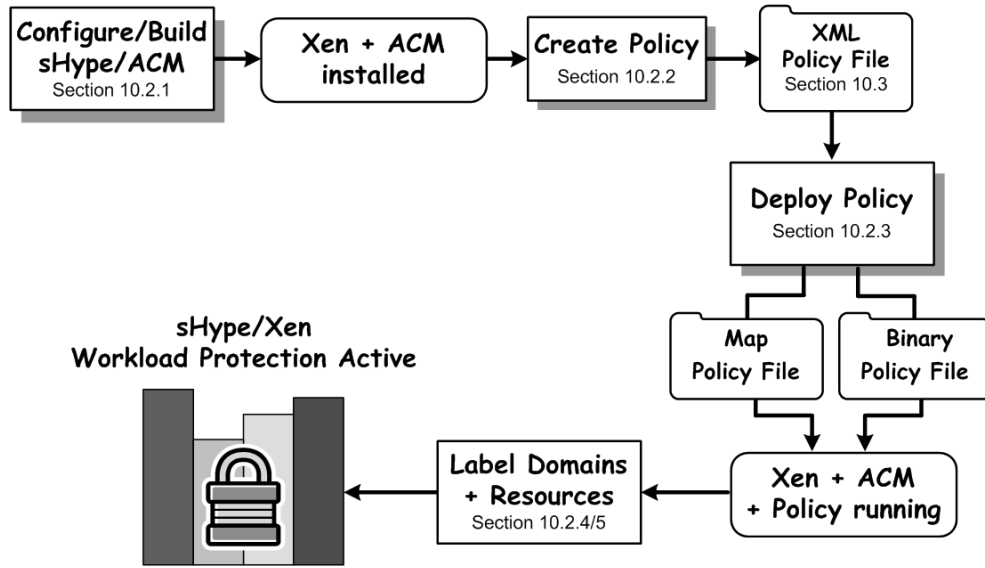 Configure/Build
sHype/ACM
Section 10.2.1
Xen + ACM
installed
Create Policy
Section 10.2.2
XML
Policy File
Section 10.3
Deploy Policy
Section 10.2.3
Map
Policy File
Binary
Policy File
Xen + ACM
+ Policy running
Label Domains
+ Resources
Section 10.2.4/5
sHype/Xen
Workload Protection Active